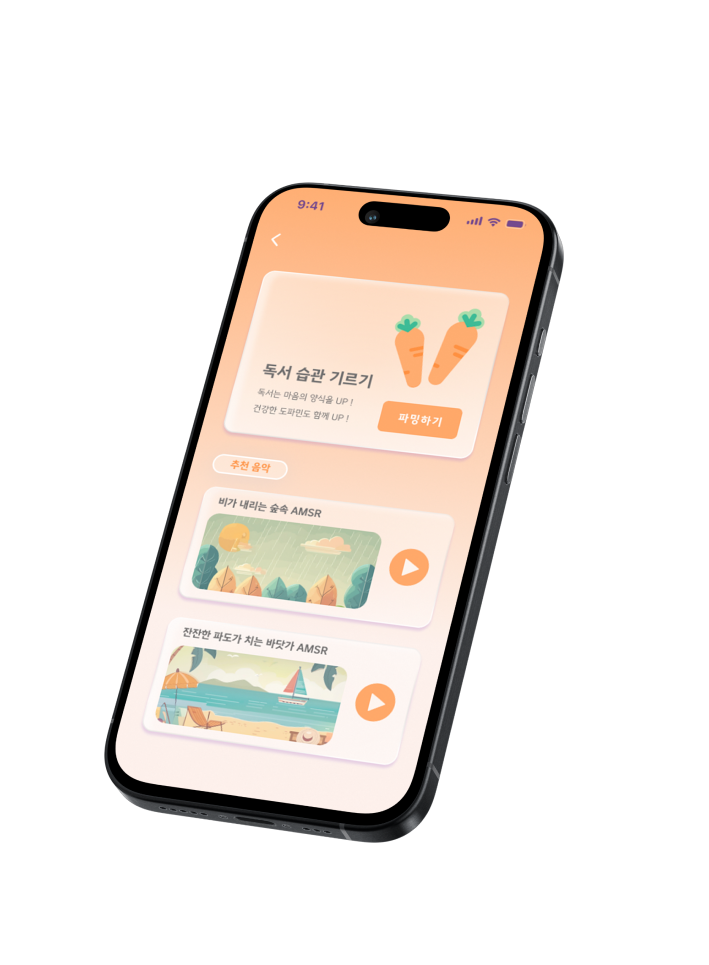 9:41
독서 습관 기르기
독서는 마음의 양식을 UP !
건강한 도파민도 함께 UP !
파밍하기
추천 음악
비가 내리는 숲속 AMSR
잔잔한 파도가 치는 바닷가 AMSR